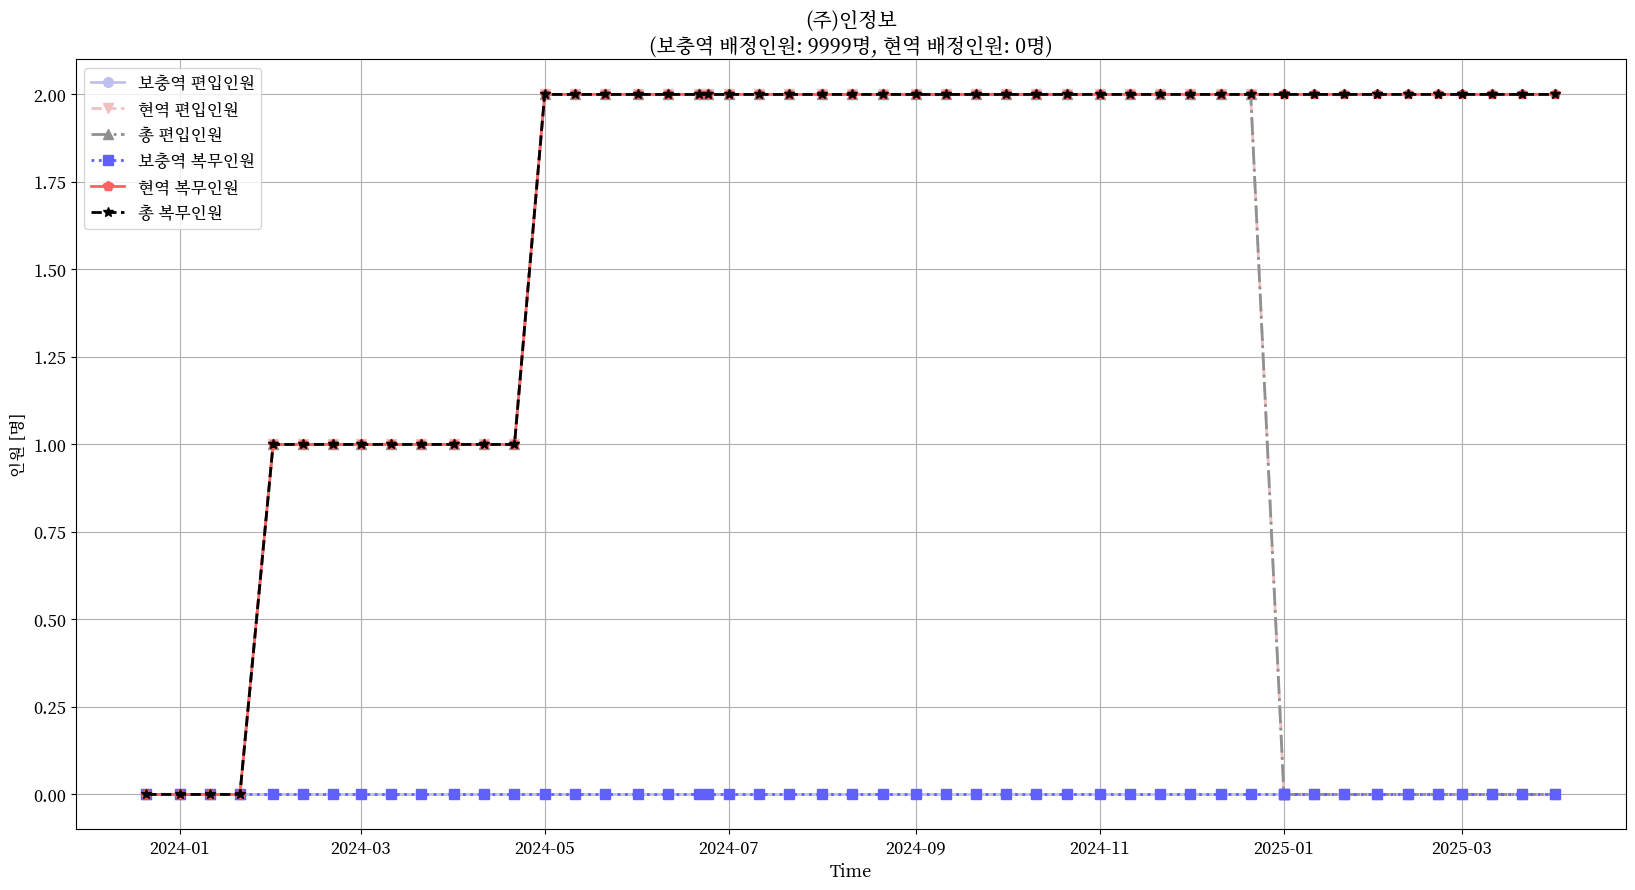 (주)인정보
(보충역 배정인원: 9999명, 현역 배정인원: 0명)
보충역 편입인원
현역 편입인원
총 편입인원
보충역 복무인원
현역 복무인원
총 복무인원
2.00
1.75
1.50
1.25
1.00
0.75
0.50
0.25
0.00
인원 [명]
2024-01 2024-03 2024-05 2024-07 2024-09 2024-11 2025-01 2025-03
Time